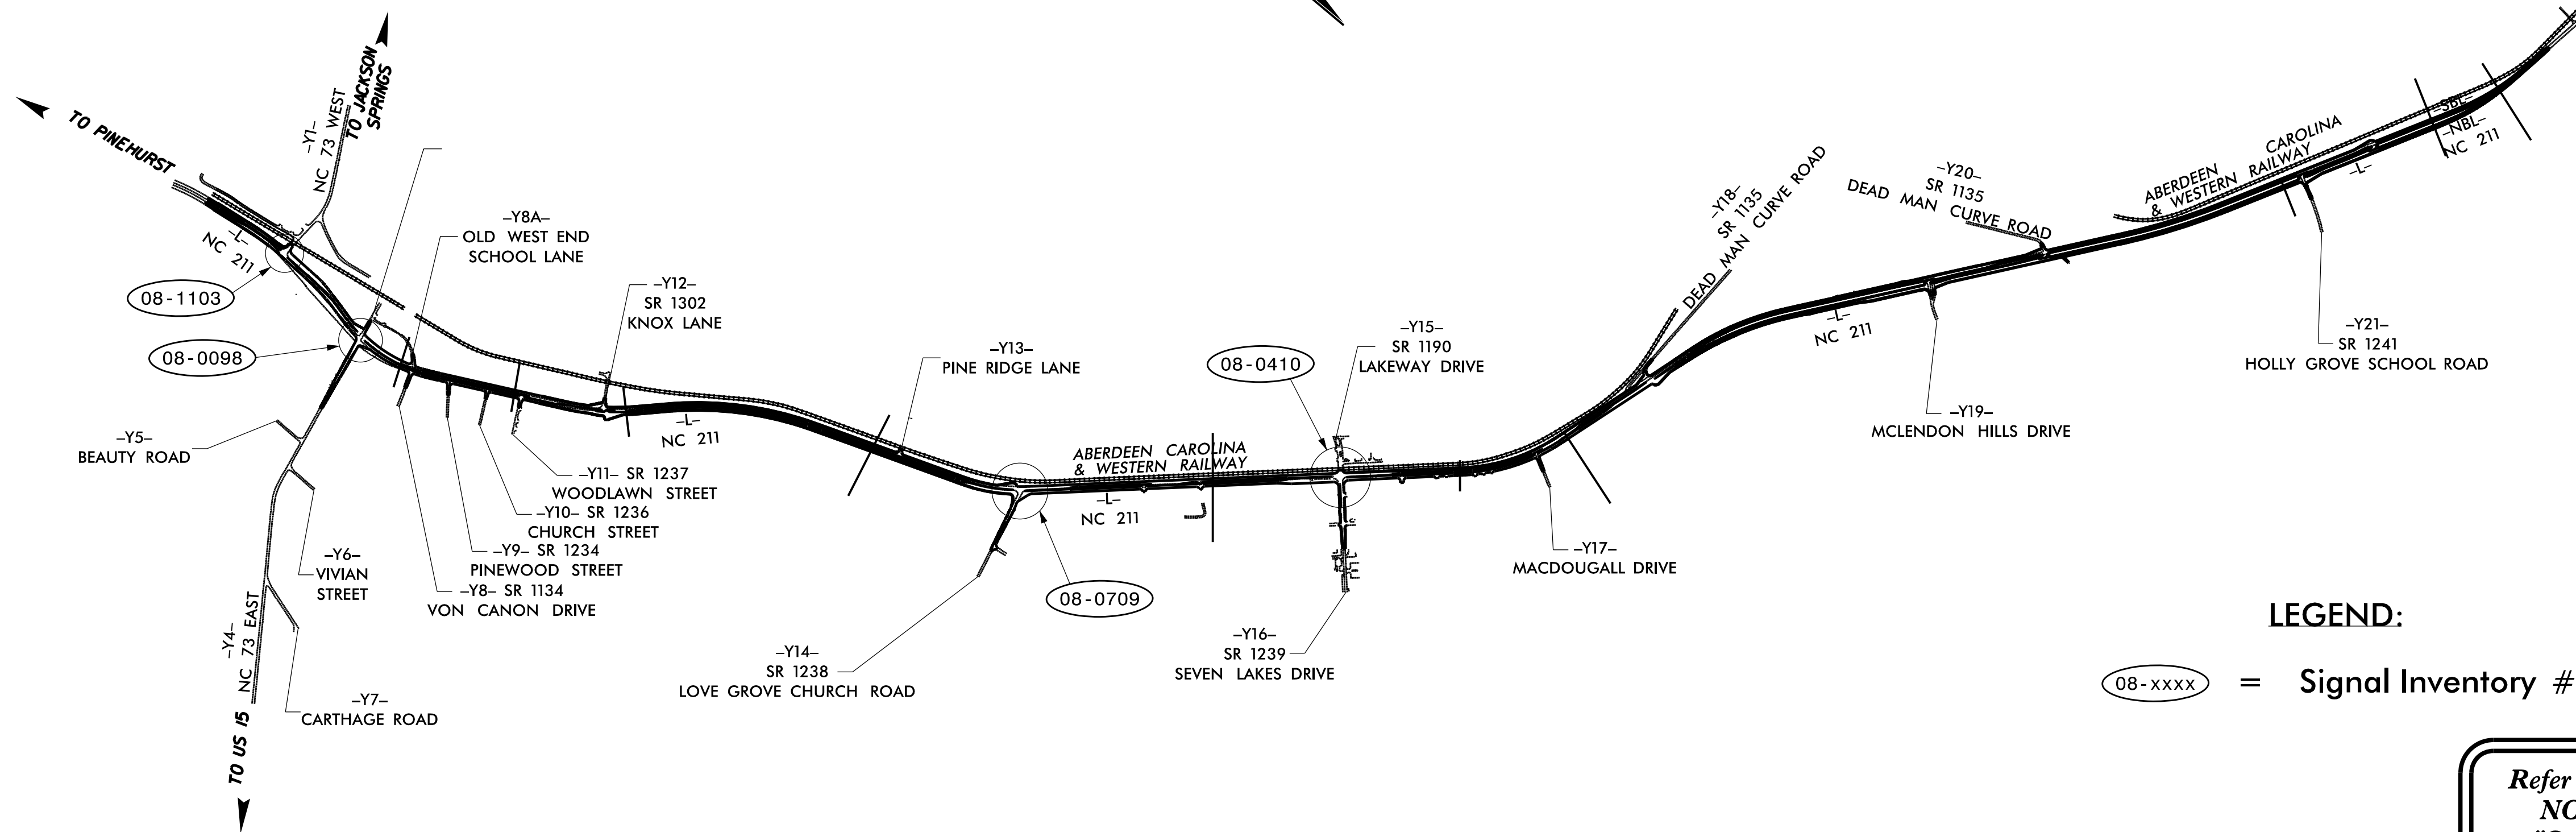 TO PINEHURST
TO JACKSON
SPRINGS
–Y1–
NC 73 WEST
–L–
NC 211
08-1103
08-0098
–Y8A–
OLD WEST END
SCHOOL LANE
–Y12–
SR 1302
KNOX LANE
–Y5–
BEAUTY ROAD
–Y6–
VIVIAN
STREET
–Y4–
NC 73 EAST
TO US 15
–Y7–
CARTHAGE ROAD
–Y11– SR 1237
WOODLAWN STREET
–Y10– SR 1236
CHURCH STREET
–Y9– SR 1234
PINEWOOD STREET
–Y8– SR 1134
VON CANON DRIVE
–L–
NC 211
–Y13–
PINE RIDGE LANE
–Y14–
SR 1238
LOVE GROVE CHURCH ROAD
08-0709
ABERDEEN CAROLINA
& WESTERN RAILWAY
–L–
NC 211
08-0410
–Y15–
SR 1190
LAKEWAY DRIVE
–Y16–
SR 1239
SEVEN LAKES DRIVE
–Y17–
MACDOUGALL DRIVE
–Y18–
SR 1135
DEAD MAN CURVE ROAD
–L–
NC 211
–Y19–
MCLENDON HILLS DRIVE
–Y20–
SR 1135
DEAD MAN CURVE ROAD
ABERDEEN CAROLINA
& WESTERN RAILWAY
–Y21–
SR 1241
HOLLY GROVE SCHOOL ROAD
–L–
–SBL–
–NBL–
NC 211
LEGEND:
08-xxxx = Signal Inventory #
Refer
NC